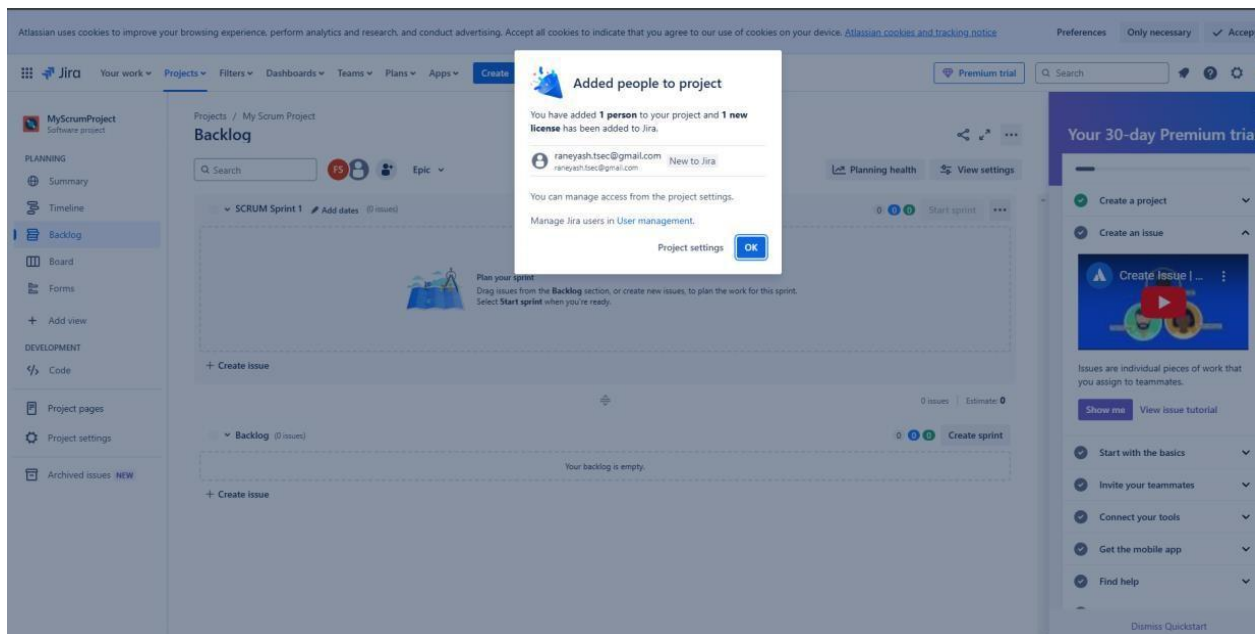 Atlassian uses cookies to improve your browsing experience, perform analytics and research, and conduct advertising. Accept all cookies to indicate that you agree to our use of cookies on your device. Atlassian cookies and tracking notice
Preferences Only necessary Accep
Jira Your work Projects Filters Dashboards Teams Plans Apps Create Premium trial Search
Added people to project
You have added 1 person to your project and 1 new
license has been added to Jira.
raneyash.tsec@gmail.com New to Jira
raneyash.tsec@gmail.com
You can manage access from the project settings.
Manage Jira users in User management.
Project settings OK
MyScrumProject
Software project
PLANNING
Summary
Timeline
Backlog
Board
Forms
Add view
DEVELOPMENT
Code
Project pages
Project settings
Archived issues NEW
Projects / My Scrum Project
Backlog
Search FS Epic Planning health View settings
SCRUM Sprint 1 Add dates (0 issues) 0 0 0 Start sprint
Plan your sprint
Drag issues from the Backlog section, or create new issues, to plan the work for this sprint.
Select Start sprint when you're ready.
+ Create issue
0 issues | Estimate: 0
Backlog (0 issues) 0 0 0 Create sprint
Your backlog is empty.
+ Create issue
Your 30-day Premium tria
Create a project
Create an issue
Create Issue | ...
Issues are individual pieces of work that
you assign to teammates.
Show me View issue tutorial
Start with the basics
Invite your teammates
Connect your tools
Get the mobile app
Find help
Dismiss Quickstart